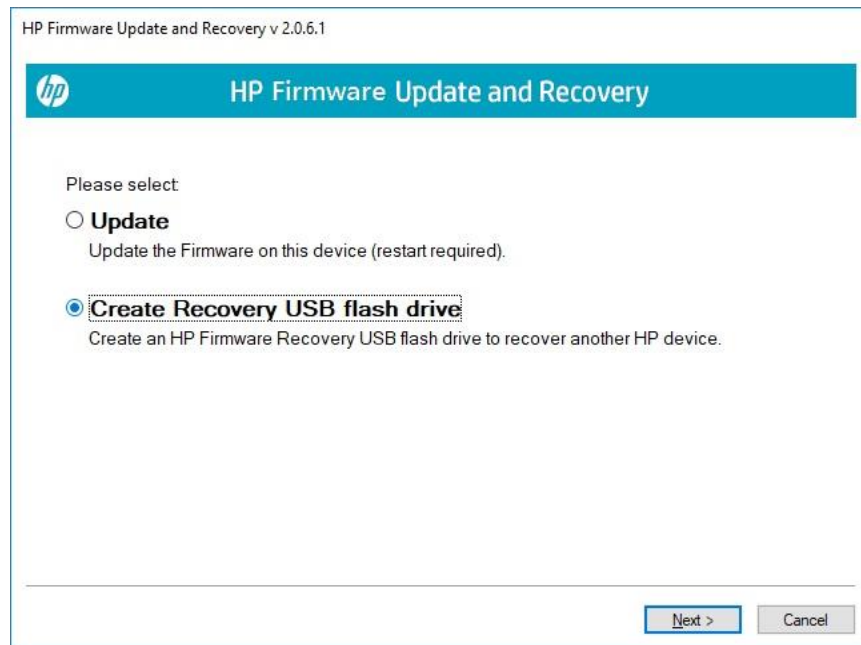 HP Firmware Update and Recovery v 2.0.6.1
hp HP Firmware Update and Recovery
Please select:
Update
Update the Firmware on this device (restart required).
Create Recovery USB flash drive
Create an HP Firmware Recovery USB flash drive to recover another HP device.
Next > Cancel